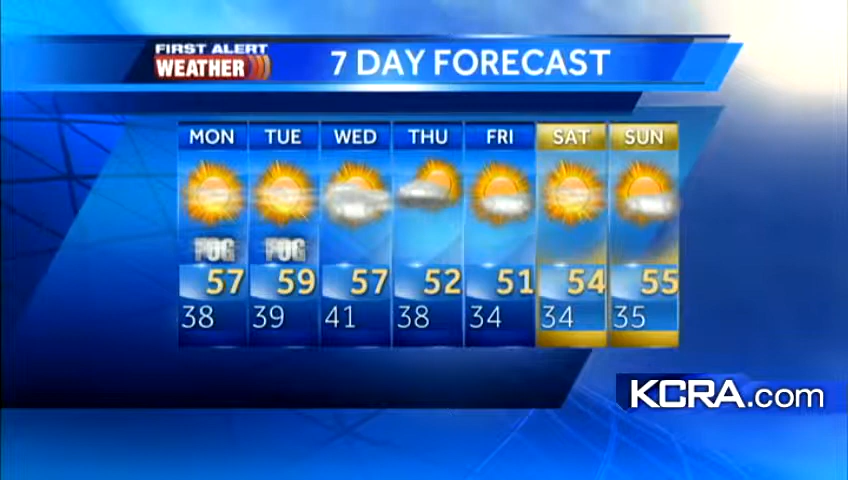 FIRST ALERT
WEATHER
7 DAY FORECAST
MON TUE WED THU FRI SAT SUN
FOG FOG
57 59 57 52 51 54 55
38 39 41 38 34 34 35
KCRA.com